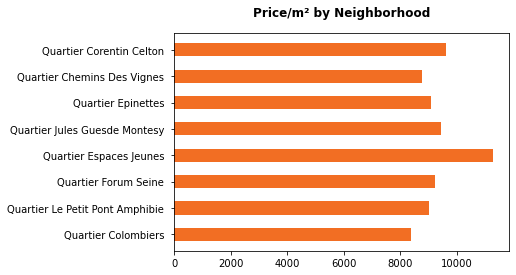 Price/m² by Neighborhood
Quartier Corentin Celton
Quartier Chemins Des Vignes
Quartier Epinettes
Quartier Jules Guesde Montesy
Quartier Espaces Jeunes
Quartier Forum Seine
Quartier Le Petit Pont Amphibie
Quartier Colombiers
0 2000 4000 6000 8000 10000